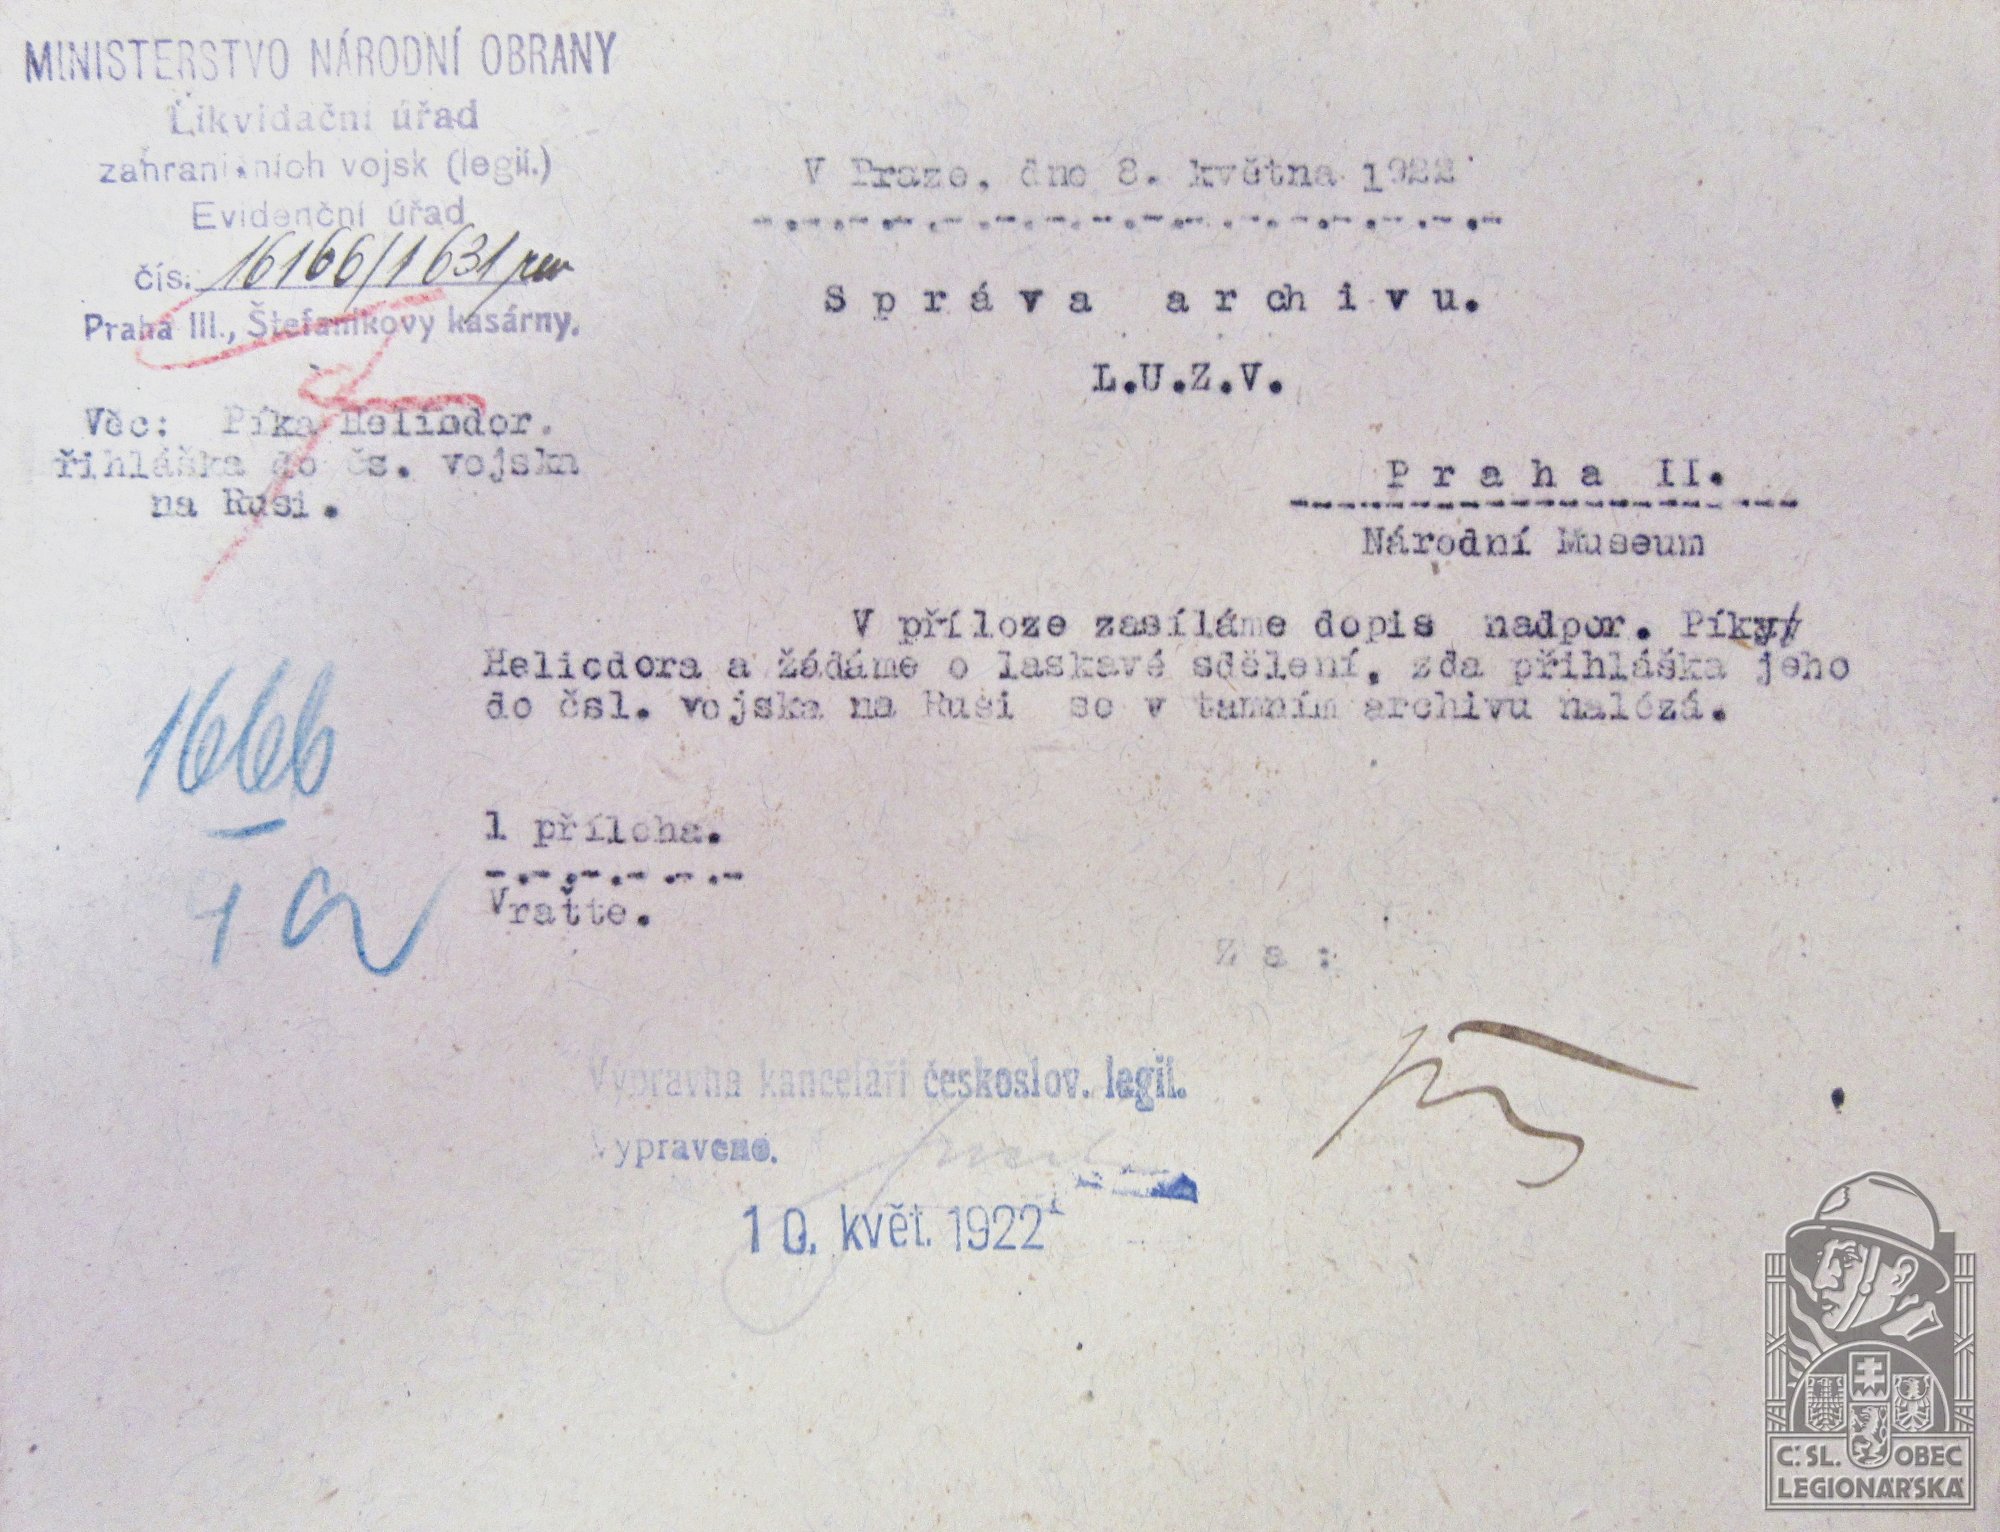 MINISTERSTVO NÁRODNÍ OBRANY
Likvidační úřad
zahraničních vojsk (legií.)
Evidenční úřad
čís. 16166/1631/rev
Praha III., Štefanikovy kasárny.
V Praze, dne 8. května 1922
Správa archivu.
L.U.Z.V.
Věc: Píka Heliodor.
řihláška do čs. vojskn
na Rusi.
Praha II.
Národní Museum
V příloze zasíláme dopis nadpor. Píky
Heliodora a žádáme o laskavé sdělení, zda přihláška jeho
do čsl. vojska na Rusi se v tamním archivu nalézá.
1666
1 příloha.
Vraťte.
Za:
Výpravna kanceláří českoslov. legií.
Vypraveno.
10. květ. 1922
Č.SL. OBEC
LEGIONÁŘSKÁ